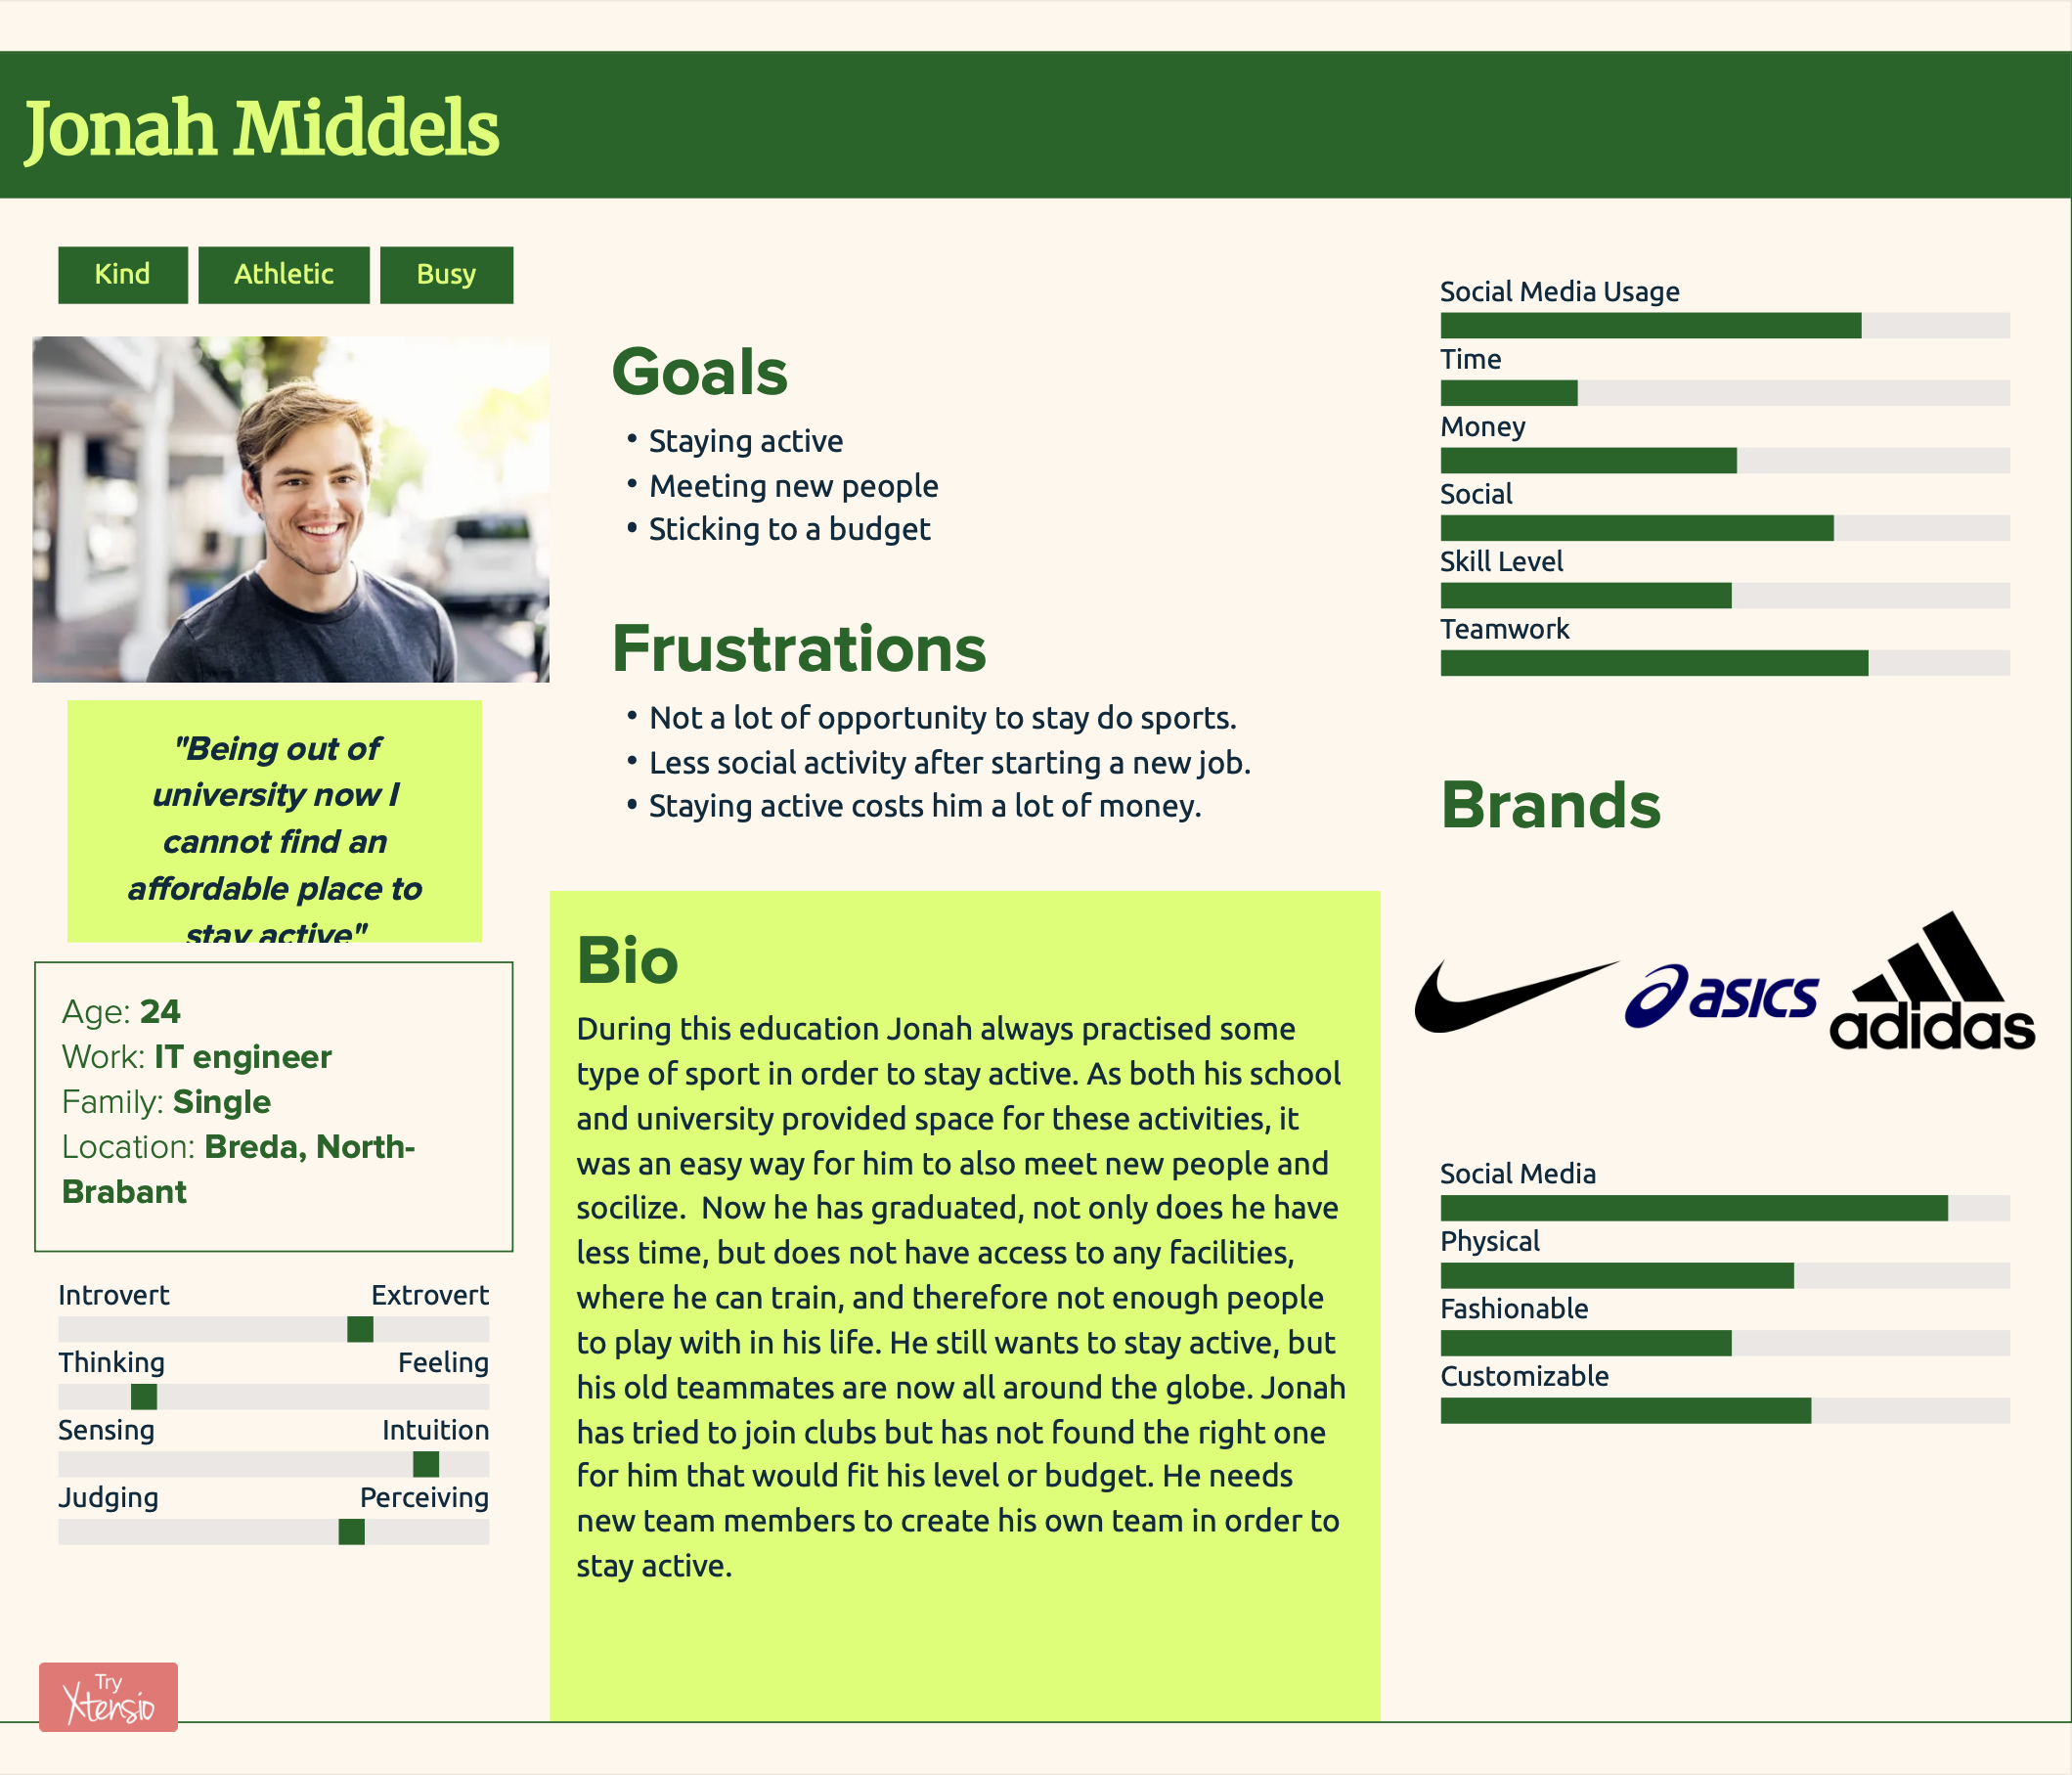 Jonah Middels
Kind
Athletic
Busy
"Being out of
university now I
cannot find an
affordable place to
stay active"
Age: 24
Work: IT engineer
Family: Single
Location: Breda, North-
Brabant
Introvert Extrovert
Thinking Feeling
Sensing Intuition
Judging Perceiving
Goals
• Staying active
• Meeting new people
• Sticking to a budget
Frustrations
• Not a lot of opportunity to stay do sports.
• Less social activity after starting a new job.
• Staying active costs him a lot of money.
Bio
During this education Jonah always practised some
type of sport in order to stay active. As both his school
and university provided space for these activities, it
was an easy way for him to also meet new people and
socilize.  Now he has graduated, not only does he have
less time, but does not have access to any facilities,
where he can train, and therefore not enough people
to play with in his life. He still wants to stay active, but
his old teammates are now all around the globe. Jonah
has tried to join clubs but has not found the right one
for him that would fit his level or budget. He needs
new team members to create his own team in order to
stay active.
Social Media Usage
Time
Money
Social
Skill Level
Teamwork
Brands
asics
adidas
Social Media
Physical
Fashionable
Customizable
Try
Xtensio